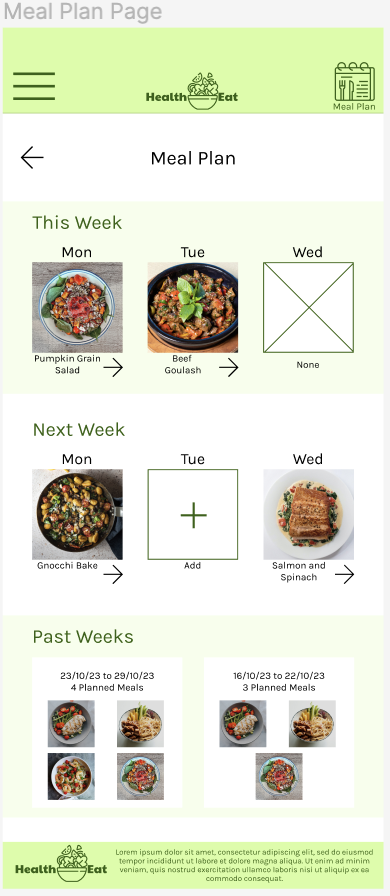 Meal Plan Page
Health Eat
Meal Plan
Meal Plan
This Week
Mon
Tue
Wed
Pumpkin Grain
Salad
Beef
Goulash
None
Next Week
Mon
Tue
Wed
Gnocchi Bake
Add
Salmon and
Spinach
Past Weeks
23/10/23 to 29/10/23
4 Planned Meals
16/10/23 to 22/10/23
3 Planned Meals
Health Eat
Lorem ipsum dolor sit amet, consectetur adipiscing elit, sed do eiusmod
tempor incididunt ut labore et dolore magna aliqua. Ut enim ad minim
veniam, quis nostrud exercitation ullamco laboris nisi ut aliquip ex ea
commodo consequat.